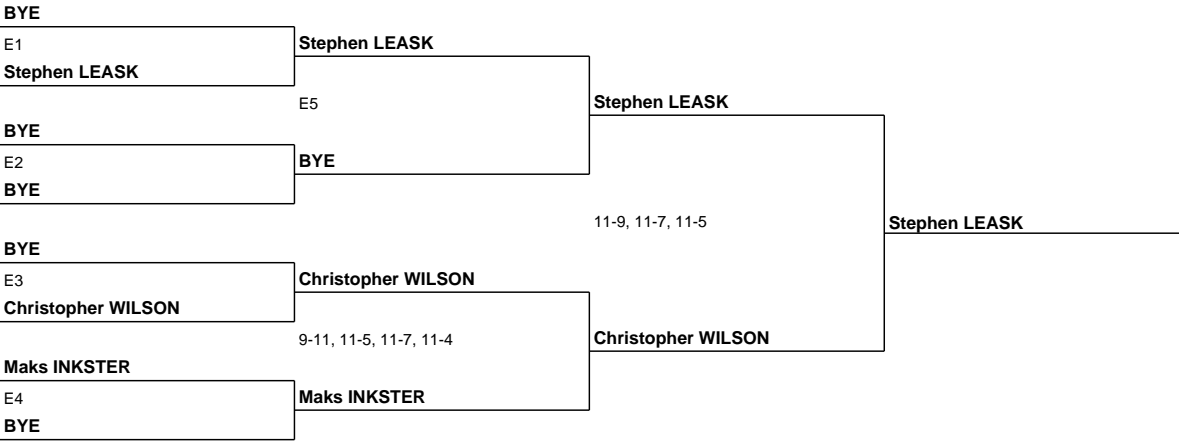 BYE
E1
Stephen LEASK
Stephen LEASK
E5
Stephen LEASK
BYE
E2
BYE
BYE
11-9, 11-7, 11-5
Stephen LEASK
BYE
E3
Christopher WILSON
Christopher WILSON
9-11, 11-5, 11-7, 11-4
Christopher WILSON
Maks INKSTER
E4
Maks INKSTER
BYE